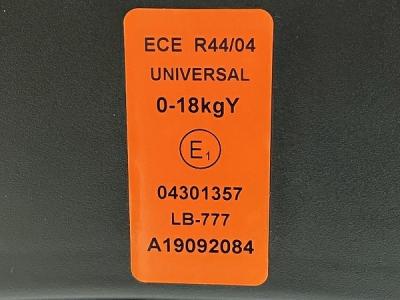 ECE R44/04
UNIVERSAL
0-18kgY
E1
04301357
LB-777
A19092084